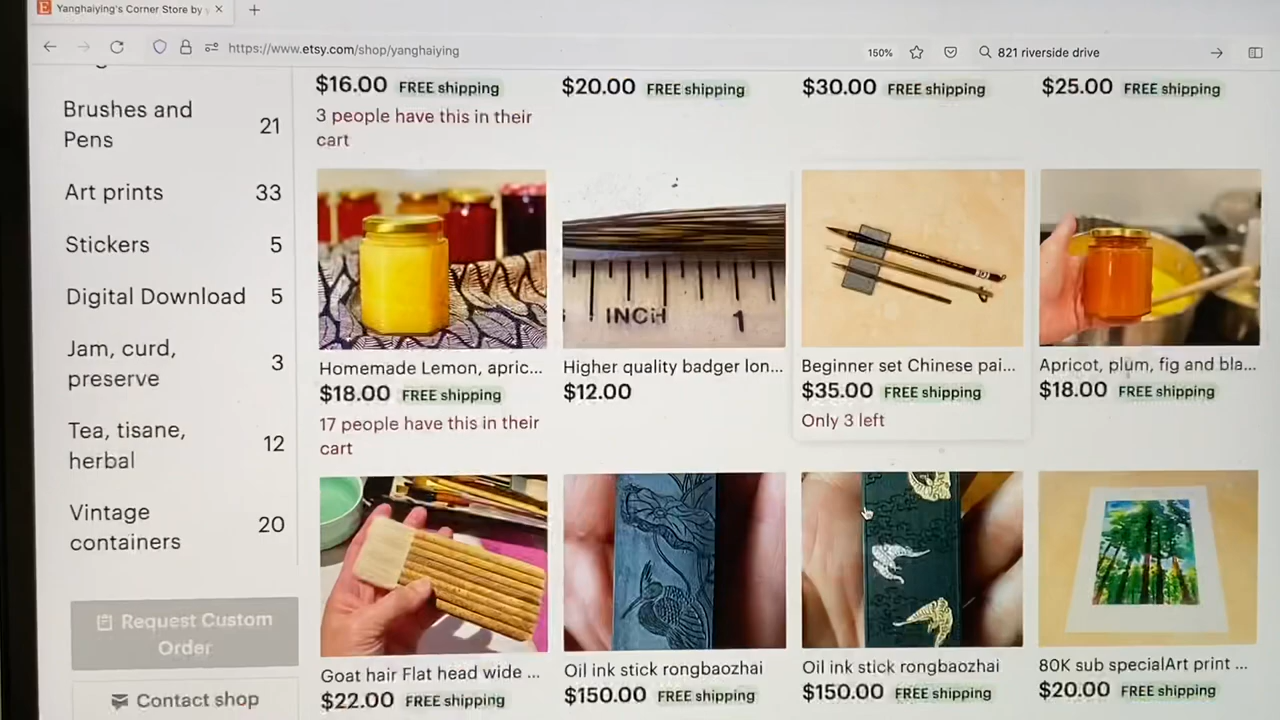 Yanghaiying's Corner Store by
https://www.etsy.com/shop/yanghaiying
150%
821 riverside drive
Brushes and
Pens
21
Art prints
33
Stickers
5
Digital Download
5
Jam, curd,
preserve
3
Tea, tisane,
herbal
12
Vintage
containers
20
Request Custom
Order
Contact shop
$16.00 FREE shipping
3 people have this in their
cart
$20.00 FREE shipping
$30.00 FREE shipping
$25.00 FREE shipping
Homemade Lemon, apric...
$18.00 FREE shipping
17 people have this in their
cart
INCH 1
Higher quality badger lon...
$12.00
Beginner set Chinese pai...
$35.00 FREE shipping
Only 3 left
Apricot, plum, fig and bla...
$18.00 FREE shipping
Goat hair Flat head wide ...
$22.00 FREE shipping
Oil ink stick rongbaozhai
$150.00 FREE shipping
Oil ink stick rongbaozhai
$150.00 FREE shipping
80K sub specialArt print ...
$20.00 FREE shipping